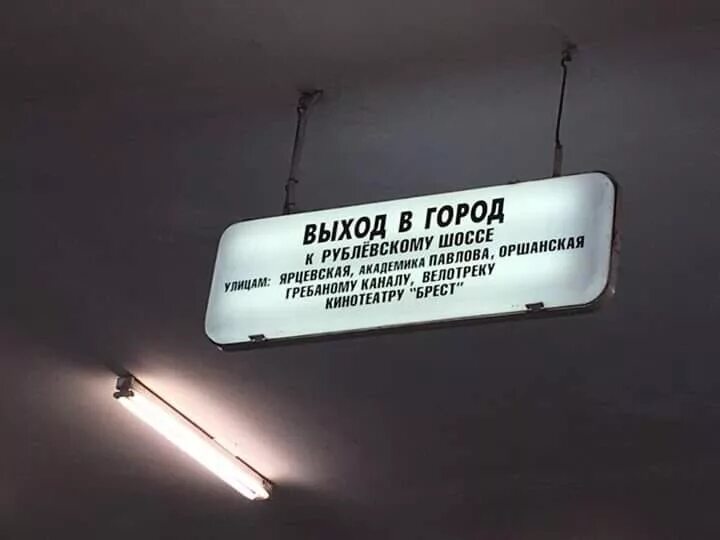 ВЫХОД В ГОРОД
К РУБЛЁВСКОМУ ШОССЕ
УЛИЦАМ: ЯРЦЕВСКАЯ, АКАДЕМИКА ПАВЛОВА, ОРШАНСКАЯ
ГРЕБАНОМУ КАНАЛУ, ВЕЛОТРЕКУ
КИНОТЕАТРУ "БРЕСТ"